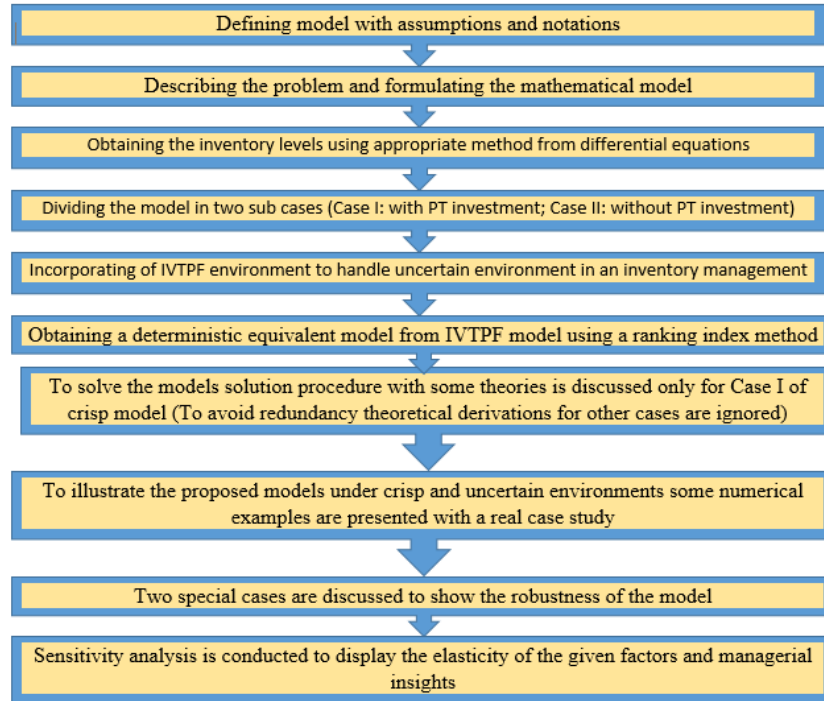 Defining model with assumptions and notations
Describing the problem and formulating the mathematical model
Obtaining the inventory levels using appropriate method from differential equations
Dividing the model in two sub cases (Case I: with PT investment; Case II: without PT investment)
Incorporating of IVTPF environment to handle uncertain environment in an inventory management
Obtaining a deterministic equivalent model from IVTPF model using a ranking index method
To solve the models solution procedure with some theories is discussed only for Case I of
crisp model (To avoid redundancy theoretical derivations for other cases are ignored)
To illustrate the proposed models under crisp and uncertain environments some numerical
examples are presented with a real case study
Two special cases are discussed to show the robustness of the model
Sensitivity analysis is conducted to display the elasticity of the given factors and managerial
insights